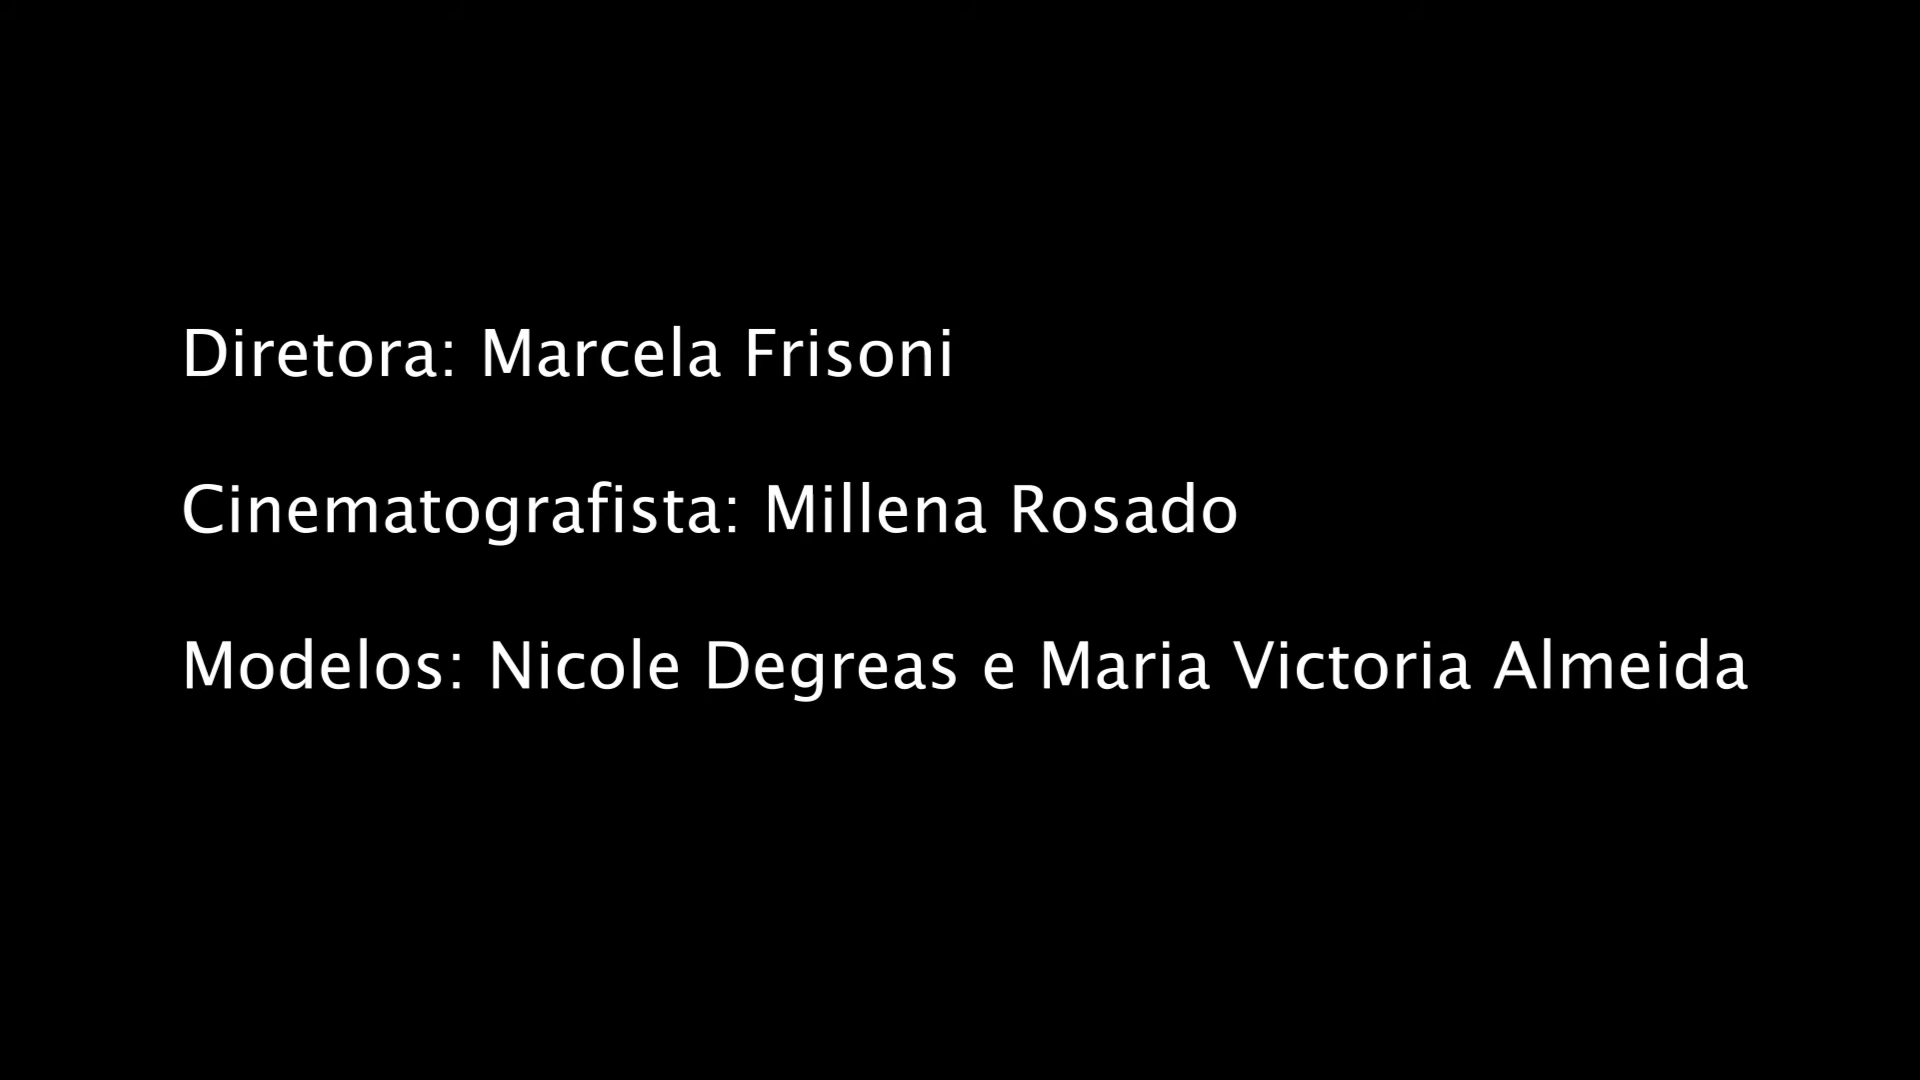 Diretora: Marcela Frisoni
Cinematografista: Millena Rosado
Modelos: Nicole Degreas e Maria Victoria Almeida